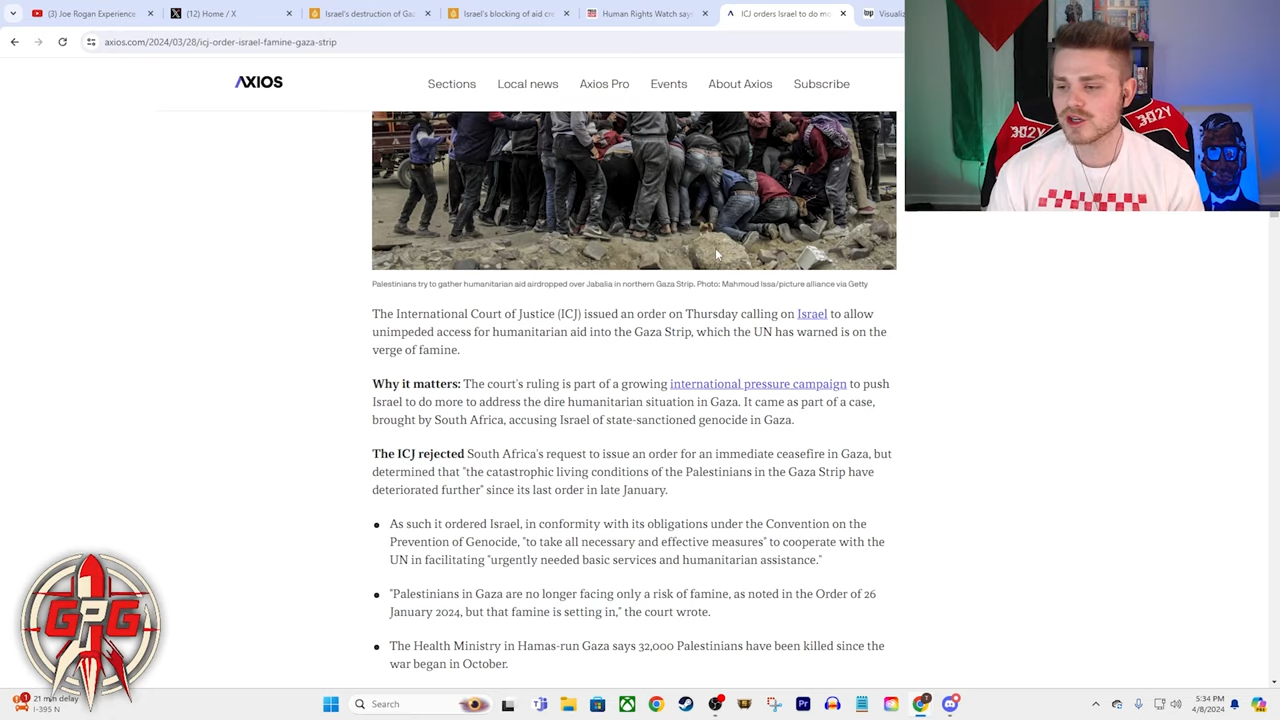 (3) Joe Rogan Experience
(12) Home / X
(3) Israel's destruction of Gaz
Israel's blocking of aid cre
Human Rights Watch say
ICJ orders Israel to do mo
Visualiz
axios.com/2024/03/28/icj-order-israel-famine-gaza-strip
AXIOS
Sections
Local news
Axios Pro
Events
About Axios
Subscribe
302Y
302Y
Palestinians try to gather humanitarian aid airdropped over Jabalia in northern Gaza Strip. Photo: Mahmoud Issa/picture alliance via Getty
The International Court of Justice (ICJ) issued an order on Thursday calling on Israel to allow
unimpeded access for humanitarian aid into the Gaza Strip, which the UN has warned is on the
verge of famine.
Why it matters: The court's ruling is part of a growing international pressure campaign to push
Israel to do more to address the dire humanitarian situation in Gaza. It came as part of a case,
brought by South Africa, accusing Israel of state-sanctioned genocide in Gaza.
The ICJ rejected South Africa's request to issue an order for an immediate ceasefire in Gaza, but
determined that "the catastrophic living conditions of the Palestinians in the Gaza Strip have
deteriorated further" since its last order in late January.
As such it ordered Israel, in conformity with its obligations under the Convention on the
Prevention of Genocide, "to take all necessary and effective measures" to cooperate with the
UN in facilitating "urgently needed basic services and humanitarian assistance."
"Palestinians in Gaza are no longer facing only a risk of famine, as noted in the Order of 26
January 2024, but that famine is setting in," the court wrote.
The Health Ministry in Hamas-run Gaza says 32,000 Palestinians have been killed since the
war began in October.
GPG
1
21 min delay
I-395 N
Search
5:34 PM
4/8/2024